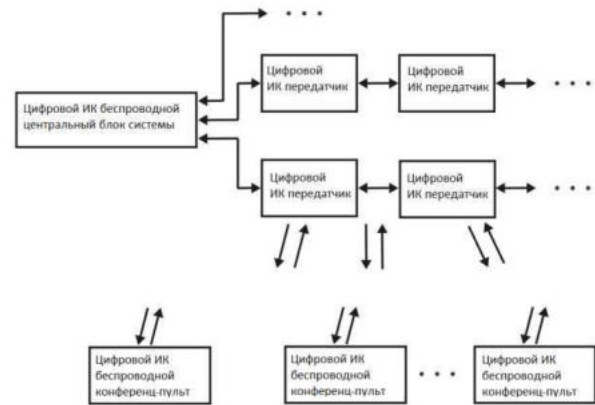 Цифровой
ИК передатчик
Цифровой
ИК передатчик
Цифровой ИК беспроводной
центральный блок системы
Цифровой
ИК передатчик
Цифровой
ИК передатчик
Цифровой ИК
беспроводной
конференц-пульт
Цифровой ИК
беспроводной
конференц-пульт
Цифровой ИК
беспроводной
конференц-пульт